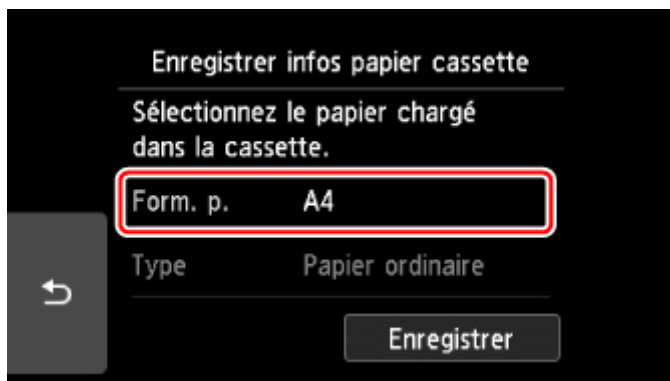 Enregistrer infos papier cassette
Sélectionnez le papier chargé
dans la cassette.
Form. p. A4
Type Papier ordinaire
Enregistrer